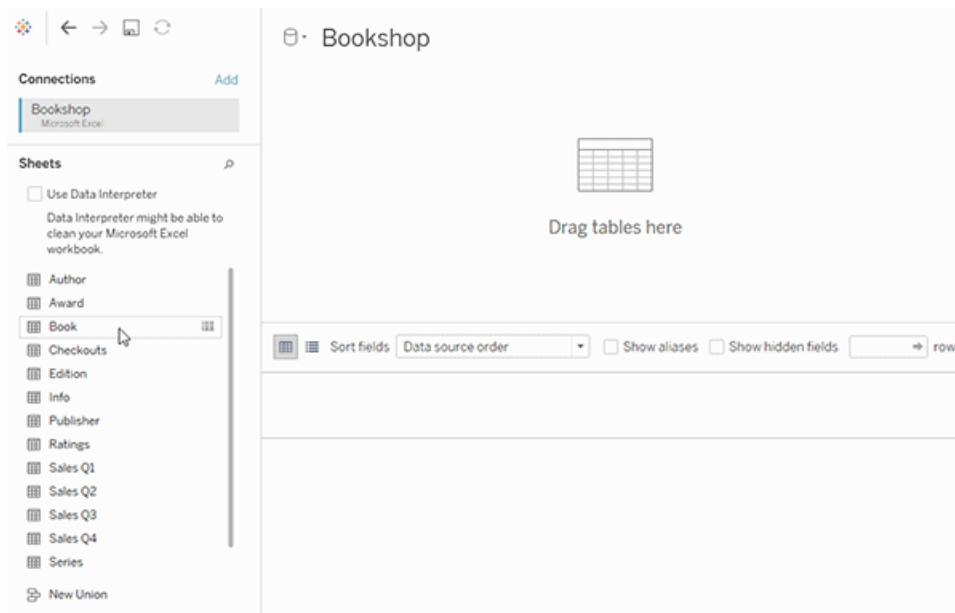 Bookshop
Connections
Add
Bookshop
Microsoft Excel
Sheets
Use Data Interpreter
Data Interpreter might be able to
clean your Microsoft Excel
workbook.
Author
Award
Book
Checkouts
Edition
Info
Publisher
Ratings
Sales Q1
Sales Q2
Sales Q3
Sales Q4
Series
New Union
Drag tables here
Sort fields Data source order Show aliases Show hidden fields row